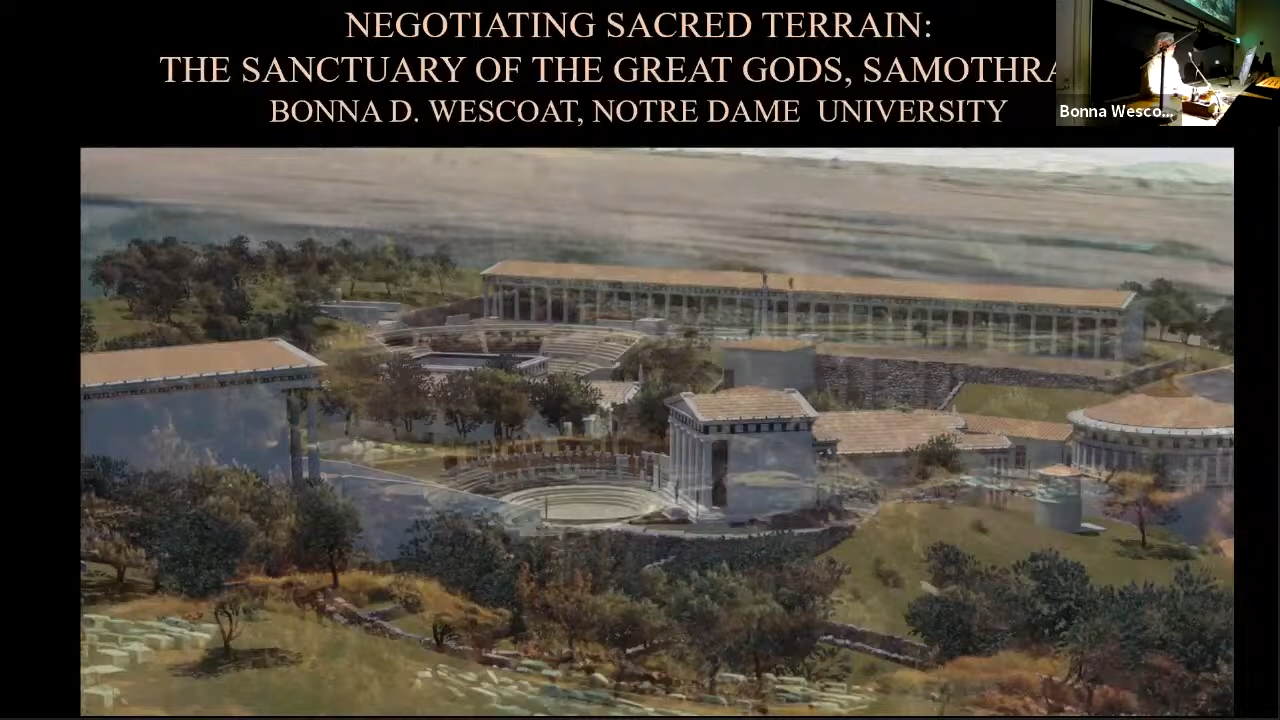 NEGOTIATING SACRED TERRAIN:
THE SANCTUARY OF THE GREAT GODS, SAMOTHRA
BONNA D. WESCOAT, NOTRE DAME UNIVERSITY
Bonna Wesco...